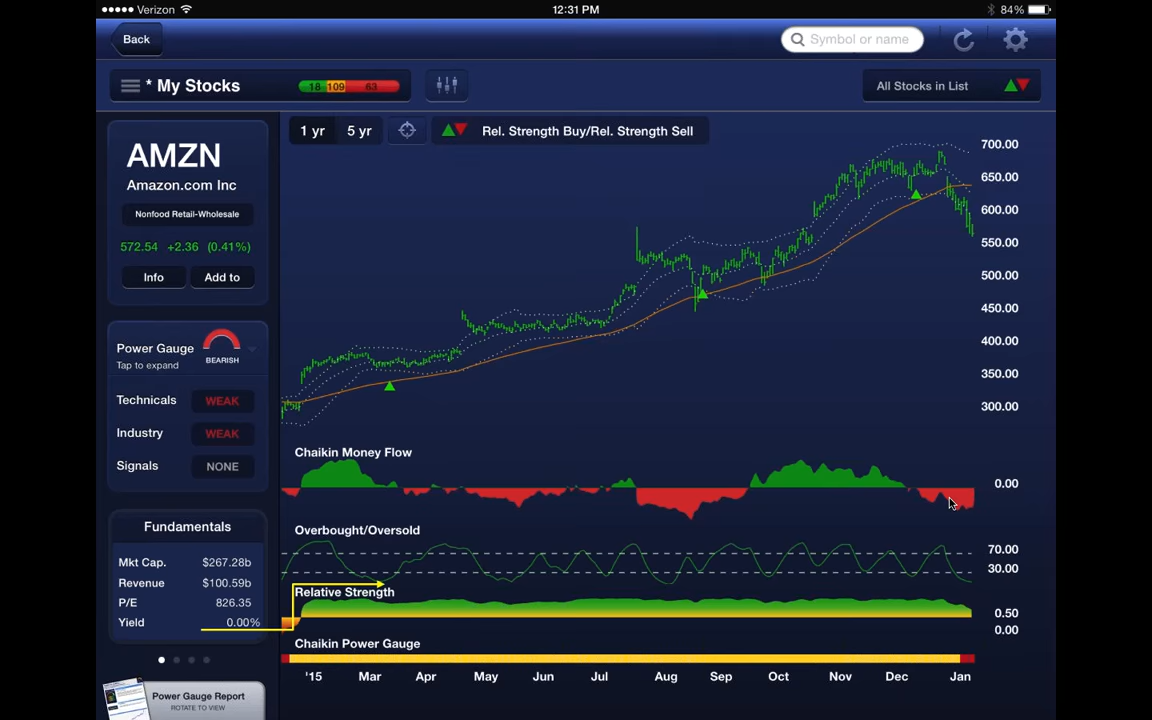 Verizon 12:31 PM 84%
Back Symbol or name
* My Stocks 18 109 63 All Stocks in List
1 yr 5 yr Rel. Strength Buy/Rel. Strength Sell
AMZN
Amazon.com Inc
Nonfood Retail-Wholesale
572.54 +2.36 (0.41%)
Info Add to
Power Gauge
Tap to expand
BEARISH
Technicals WEAK
Industry WEAK
Signals NONE
Fundamentals
Mkt Cap. $267.28b
Revenue $100.59b
P/E 826.35
Yield 0.00%
Power Gauge Report
ROTATE TO VIEW
700.00
650.00
600.00
550.00
500.00
450.00
400.00
350.00
300.00
Chaikin Money Flow
0.00
Overbought/Oversold
70.00
30.00
Relative Strength
0.50
0.00
Chaikin Power Gauge
'15 Mar Apr May Jun Jul Aug Sep Oct Nov Dec Jan